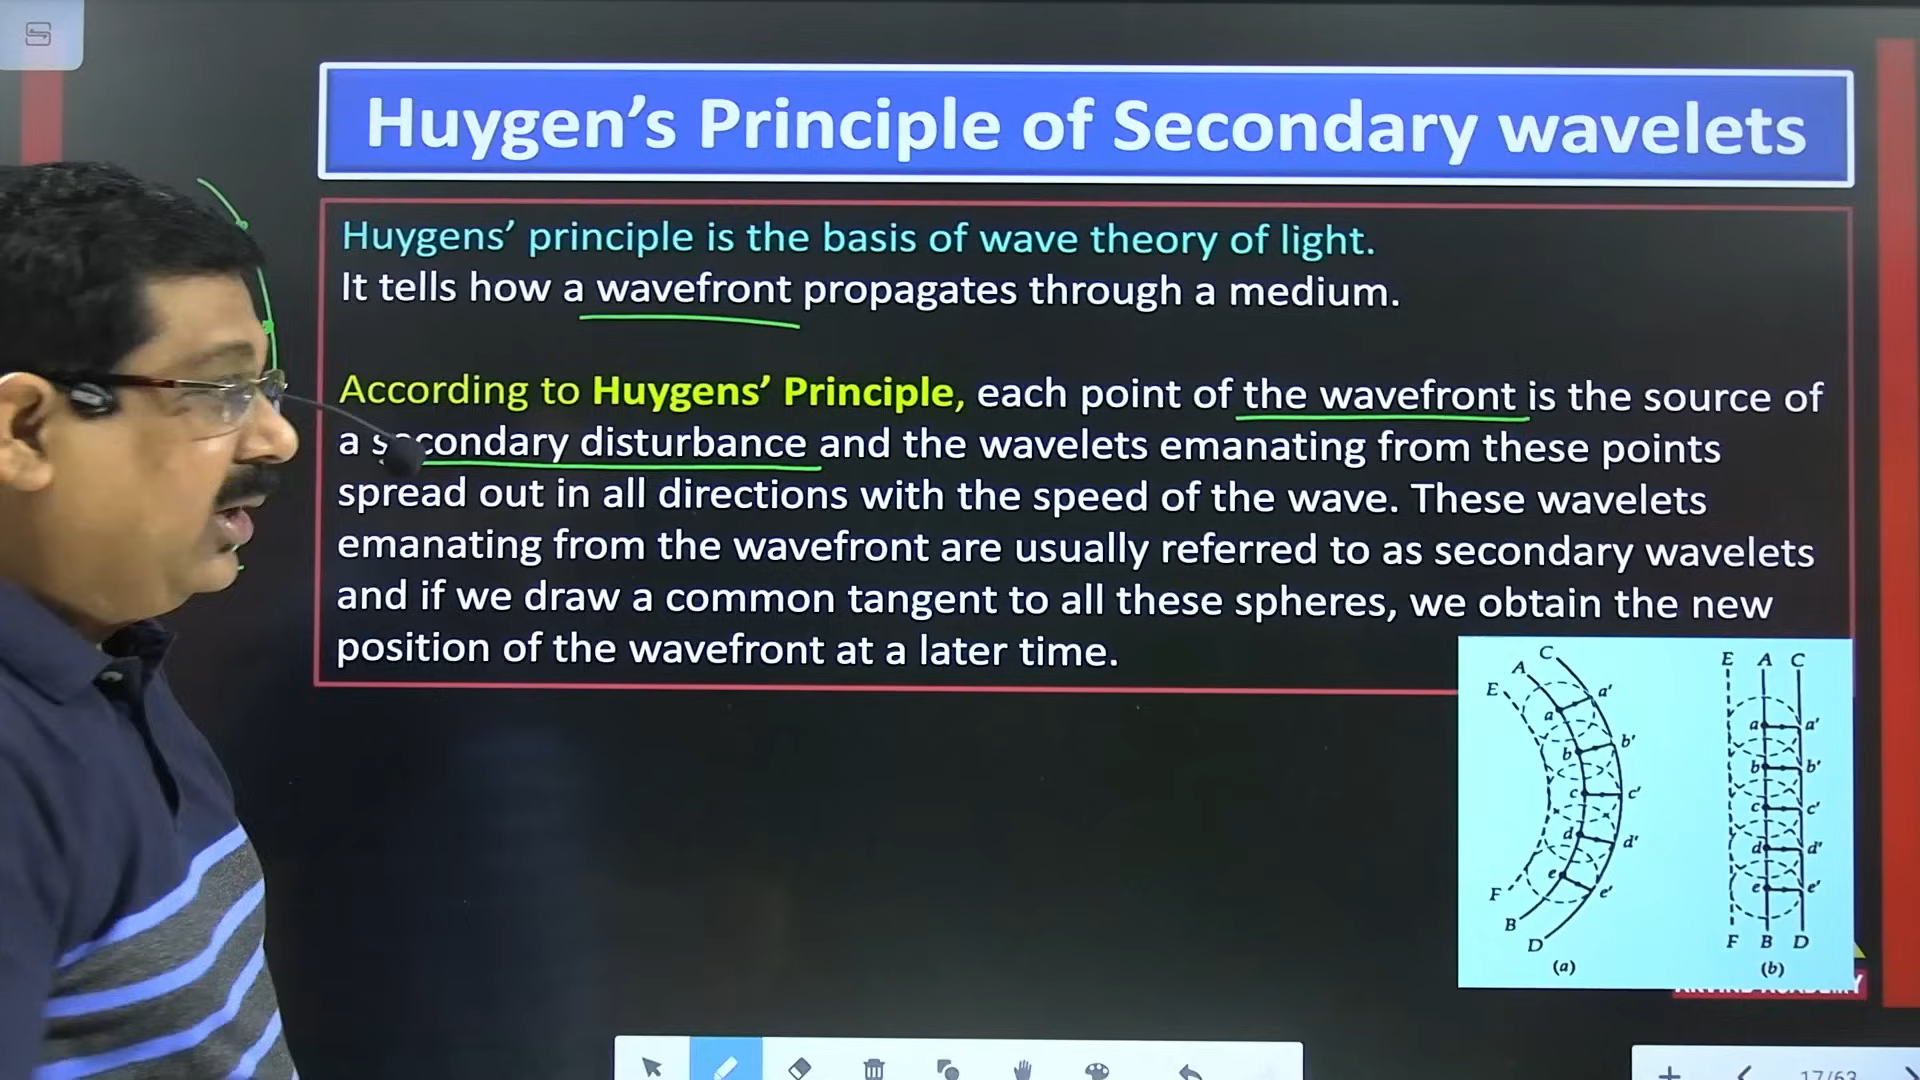 Huygen's Principle of Secondary wavelets
Huygens' principle is the basis of wave theory of light.
It tells how a wavefront propagates through a medium.
According to Huygens' Principle, each point of the wavefront is the source of
a secondary disturbance and the wavelets emanating from these points
spread out in all directions with the speed of the wave. These wavelets
emanating from the wavefront are usually referred to as secondary wavelets
and if we draw a common tangent to all these spheres, we obtain the new
position of the wavefront at a later time.
C
A
E
a a'
b b'
c c'
d d'
e e'
F
B
D
(a)
E A C
a a'
b b'
c c'
d d'
e e'
F B D
(b)
17/63